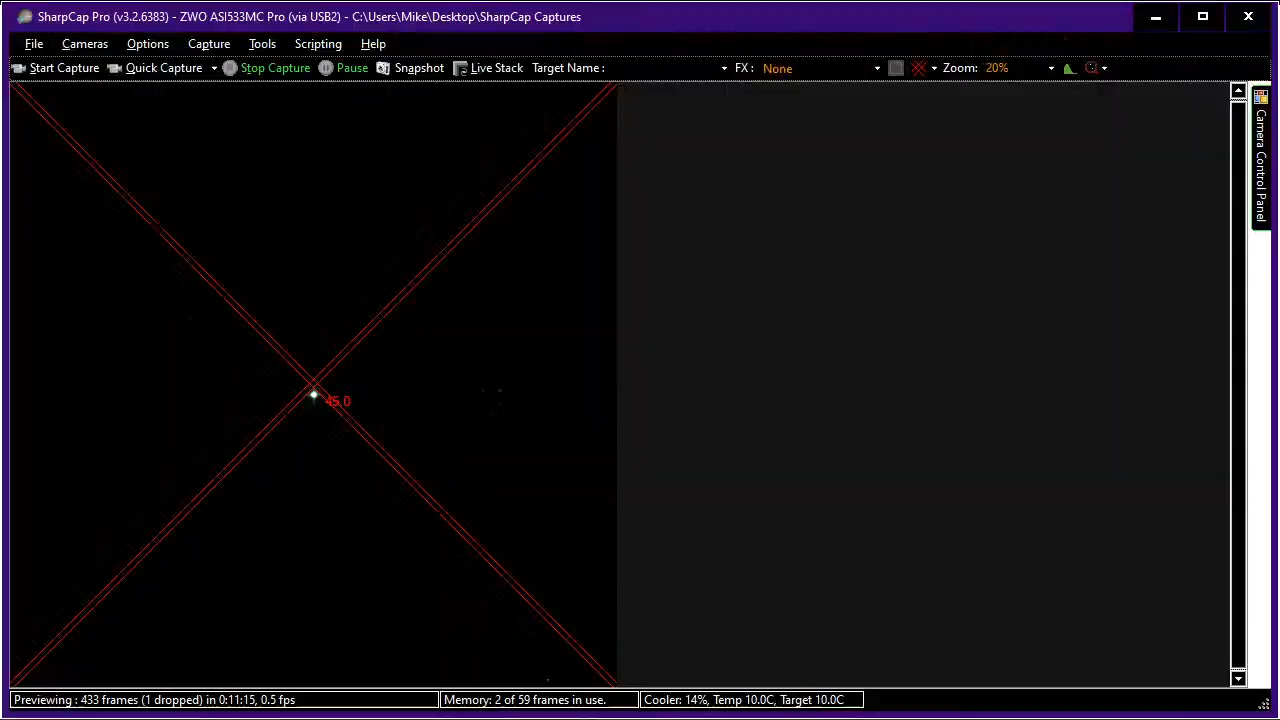 SharpCap Pro (v3.2.6383) - ZWO ASI533MC Pro (via USB2) - C:\Users\Mike\Desktop\SharpCap Captures
File Cameras Options Capture Tools Scripting Help
Start Capture Quick Capture Stop Capture Pause Snapshot Live Stack Target Name : FX: None Zoom: 20%
Camera Control Panel
45.0
Previewing : 433 frames (1 dropped) in 0:11:15, 0.5 fps Memory: 2 of 59 frames in use. Cooler: 14%, Temp 10.0C, Target 10.0C